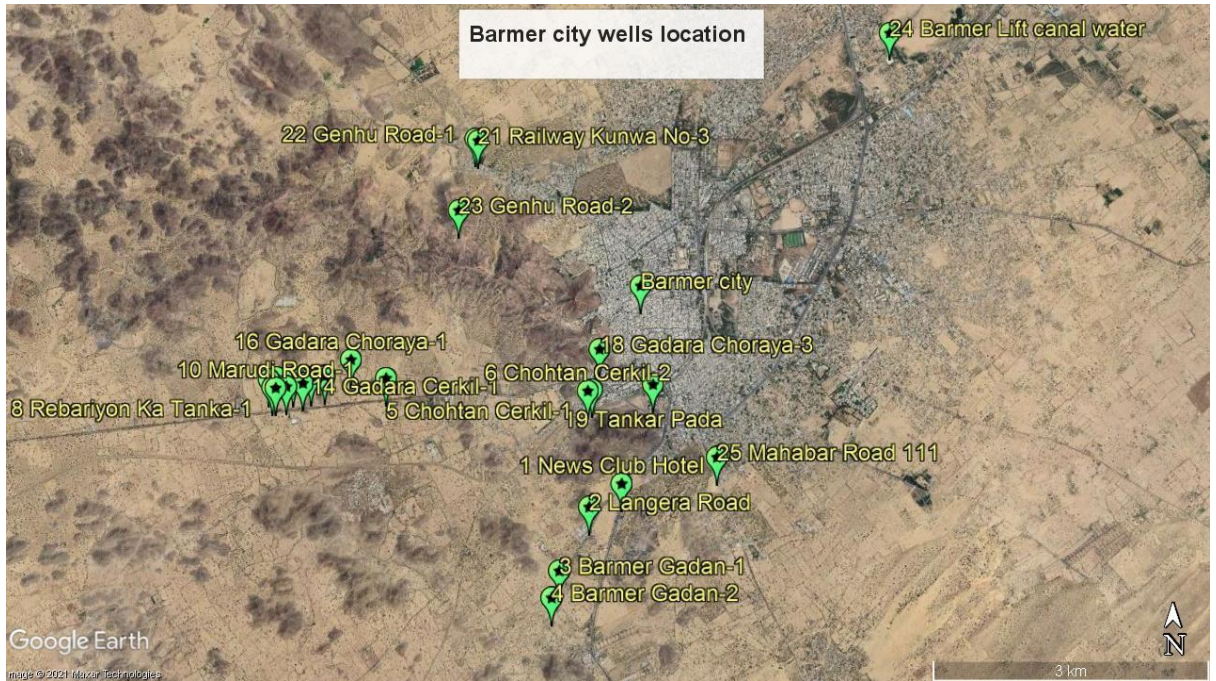 Barmer city wells location
24 Barmer Lift canal water
22 Genhu Road-1
21 Railway Kunwa No-3
23 Genhu Road-2
Barmer city
16 Gadara Choraya-1
18 Gadara Choraya-3
10 Marudi Road-1
6 Chohtan Cerkil-2
14 Gadara Cerkil-1
8 Rebariyon Ka Tanka-1
5 Chohtan Cerkil-1
19 Tankar Pada
25 Mahabar Road 111
1 News Club Hotel
2 Langera Road
3 Barmer Gadan-1
4 Barmer Gadan-2
Google Earth
N
mage © 2021 Maxar Technologies
3 km